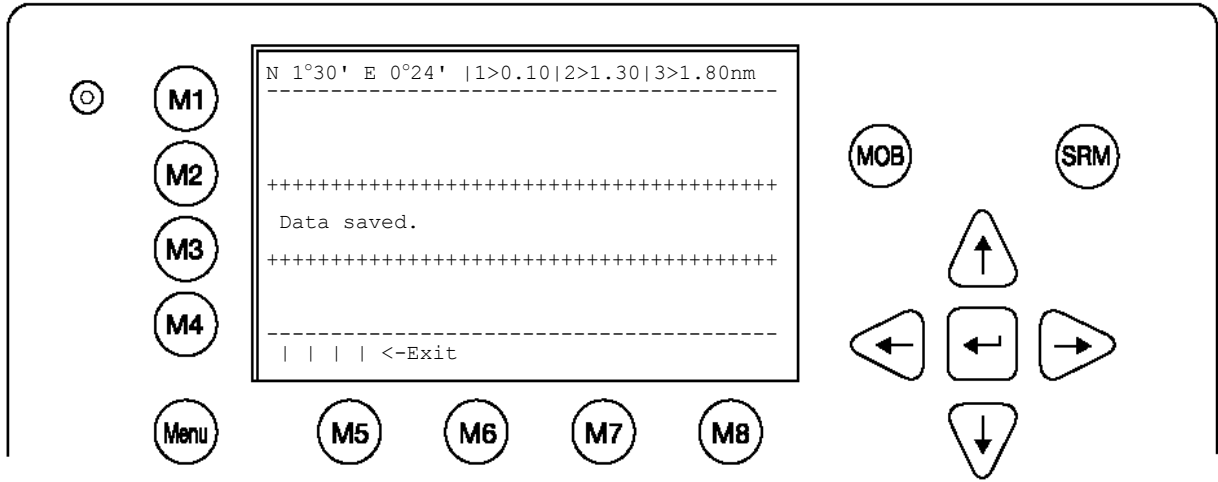 N 1°30' E 0°24' |1>0.10|2>1.30|3>1.80nm
----------------------------------------
++++++++++++++++++++++++++++++++++++++++
Data saved.
++++++++++++++++++++++++++++++++++++++++
----------------------------------------
| | | | <-Exit
M1
M2
M3
M4
Menu
M5 M6 M7 M8
MOB SRM